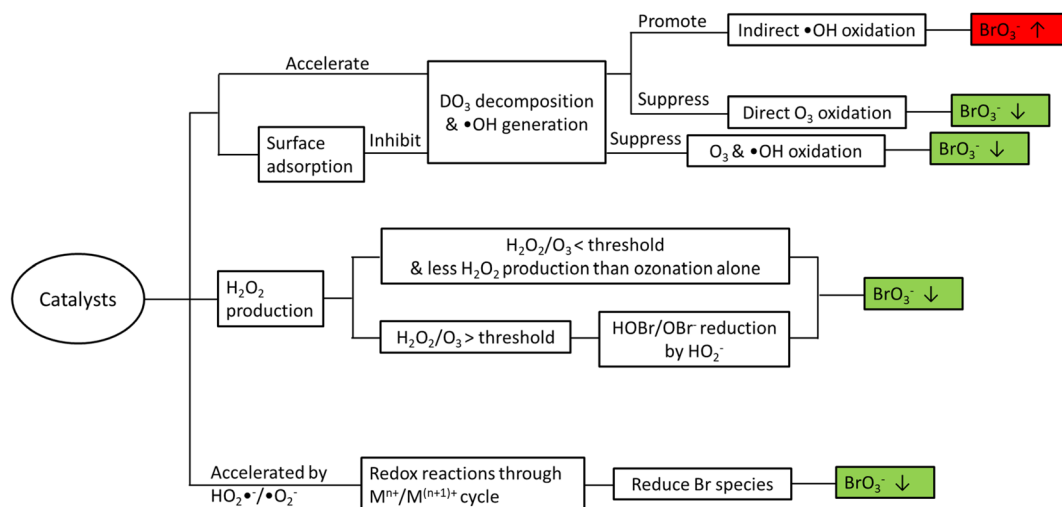 Promote
Indirect •OH oxidation
BrO₃⁻ ↑
Accelerate
DO₃ decomposition
& •OH generation
Suppress
Direct O₃ oxidation
BrO₃⁻ ↓
Surface
adsorption
Inhibit
Suppress
O₃ & •OH oxidation
BrO₃⁻ ↓
Catalysts
H₂O₂
production
H₂O₂/O₃ < threshold
& less H₂O₂ production than ozonation alone
H₂O₂/O₃ > threshold
HOBr/OBr⁻ reduction
by HO₂⁻
BrO₃⁻ ↓
Accelerated by
HO₂•⁻/•O₂⁻
Redox reactions through
Mⁿ⁺/M⁽ⁿ⁺¹⁾⁺ cycle
Reduce Br species
BrO₃⁻ ↓